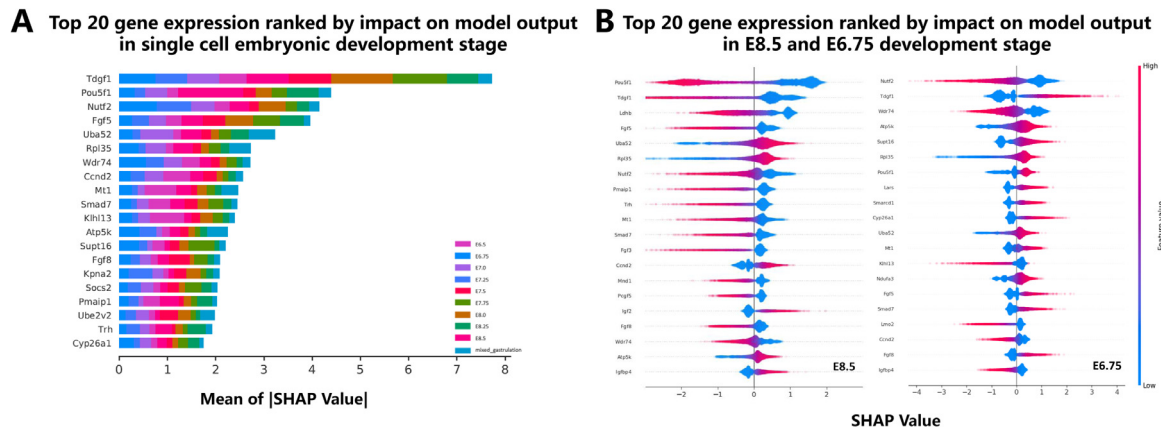 A
Top 20 gene expression ranked by impact on model output
in single cell embryonic development stage
Tdgf1
Pou5f1
Nutf2
Fgf5
Uba52
Rpl35
Wdr74
Ccnd2
Mt1
Smad7
Klhl13
Atp5k
Supt16
Fgf8
Kpna2
Socs2
Pmaip1
Ube2v2
Trh
Cyp26a1
E6.5
E6.75
E7.0
E7.25
E7.5
E7.75
E8.0
E8.25
E8.5
mixed_gastrulation
0 1 2 3 4 5 6 7 8
Mean of |SHAP Value|
B
Top 20 gene expression ranked by impact on model output
in E8.5 and E6.75 development stage
Pou5f1
Tdgf1
Ldhb
Fgf5
Uba52
Rpl35
Nutf2
Pmaip1
Trh
Mt1
Smad7
Fgf3
Ccnd2
Hnd1
Prgf5
Igf2
Fgf8
Wdr74
Atp5k
Igfbp4
E8.5
−2 −1 0 1 2
Nutf2
Tdgf1
Wdr74
Atp5k
Supt16
Rpl35
Pou5f1
Lars
Smarcd1
Cyp26a1
Uba52
Mt1
Klhl13
Ndufa3
Fgf5
Smad7
Lmo2
Ccnd2
Fgf8
Igfbp4
E6.75
−4 −3 −2 −1 0 1 2 3 4
High
Feature value
Low
SHAP Value